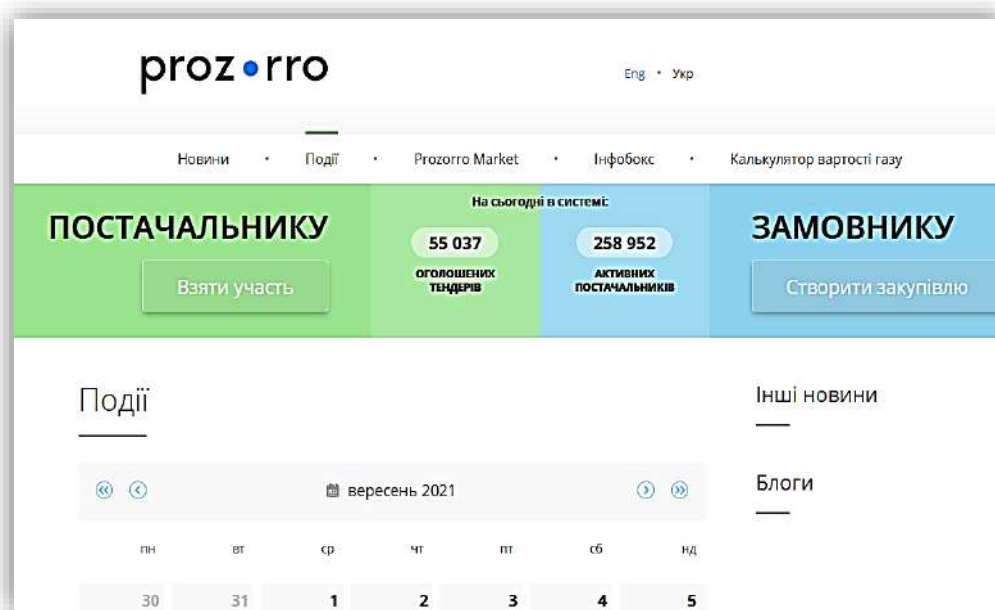 prozorro
Eng • Укр
Новини • Події • Prozorro Market • Інфобокс • Калькулятор вартості газу
ПОСТАЧАЛЬНИКУ
Взяти участь
На сьогодні в системі:
55 037
ОГОЛОШЕНИХ
ТЕНДЕРІВ
258 952
АКТИВНИХ
ПОСТАЧАЛЬНИКІВ
ЗАМОВНИКУ
Створити закупівлю
Події
вересень 2021
пн вт ср чт пт сб нд
30 31 1 2 3 4 5
Інші новини
Блоги